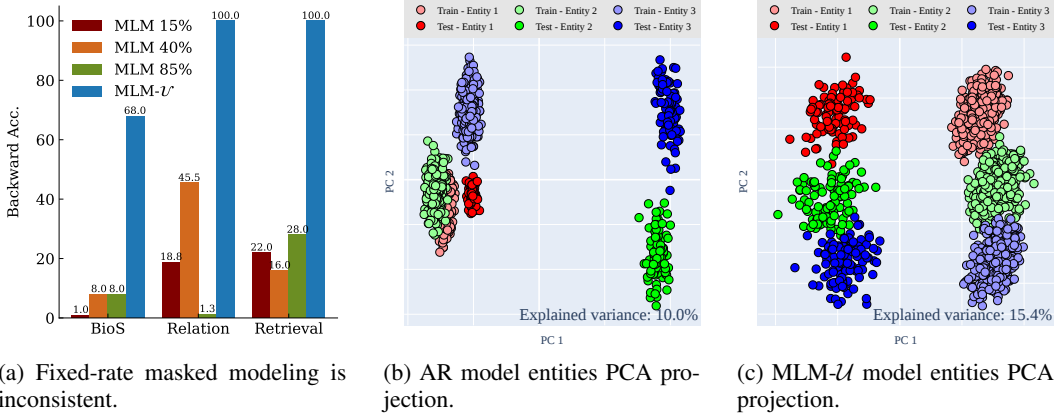 100
80
60
40
20
0
Backward Acc.
MLM 15%
MLM 40%
MLM 85%
MLM-𝒰
1.0
8.0
8.0
68.0
18.8
45.5
1.3
100.0
22.0
16.0
28.0
100.0
BioS Relation Retrieval
(a) Fixed-rate masked modeling is
inconsistent.
Train - Entity 1 Train - Entity 2 Train - Entity 3
Test - Entity 1 Test - Entity 2 Test - Entity 3
PC 2
Explained variance: 10.0%
PC 1
(b) AR model entities PCA pro-
jection.
Train - Entity 1 Train - Entity 2 Train - Entity 3
Test - Entity 1 Test - Entity 2 Test - Entity 3
PC 2
Explained variance: 15.4%
PC 1
(c) MLM-𝒰 model entities PCA
projection.